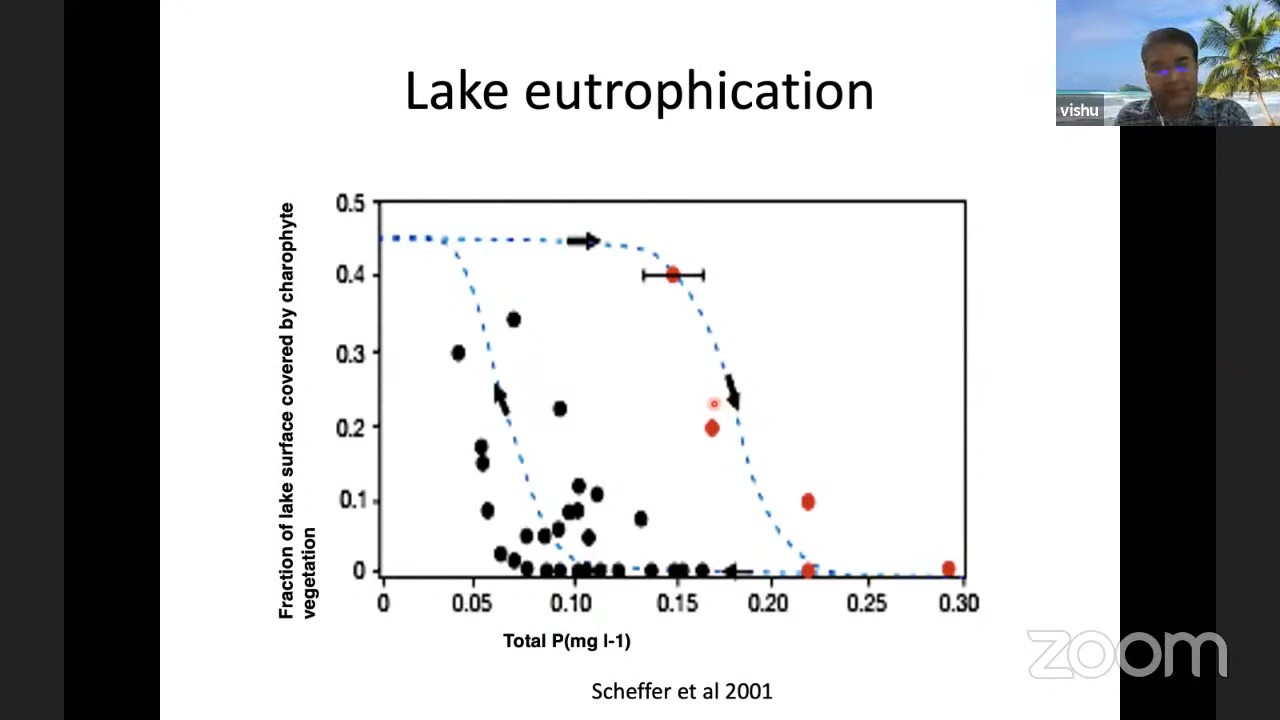 Lake eutrophication
vishu
Fraction of lake surface covered by charophyte
vegetation
0.5
0.4
0.3
0.2
0.1
0
0
0.05
0.10
0.15
0.20
0.25
0.30
Total P(mg l-1)
Scheffer et al 2001
zoom